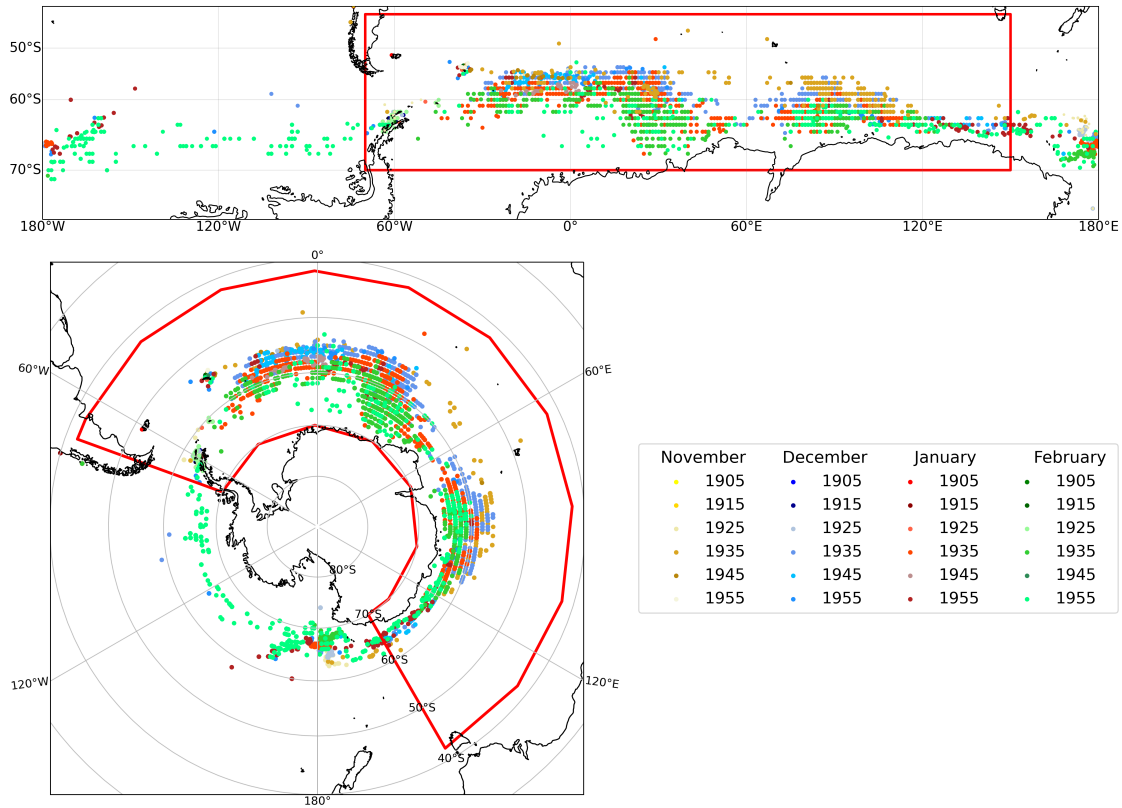 50°S
60°S
70°S
180°W 120°W 60°W 0° 60°E 120°E 180°E
0°
60°W 60°E
80°S
70°S
60°S
120°W 120°E
50°S
40°S
180°
November December January February
1905 1905 1905 1905
1915 1915 1915 1915
1925 1925 1925 1925
1935 1935 1935 1935
1945 1945 1945 1945
1955 1955 1955 1955